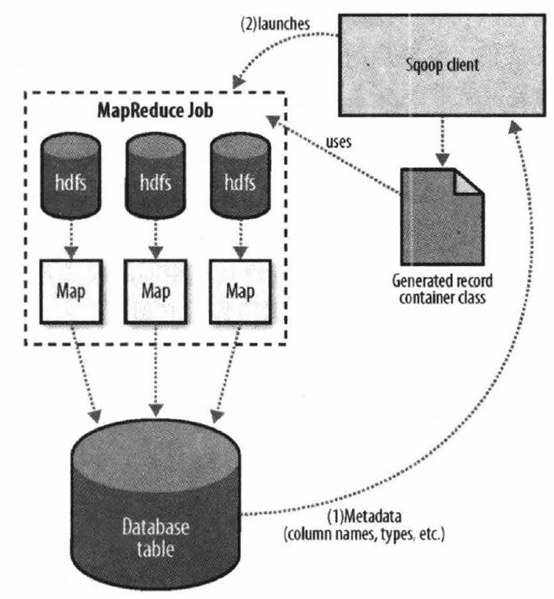 (2)launches
Sqoop client
MapReduce Job
hdfs
hdfs
hdfs
uses
Map
Map
Map
Generated record
container class
Database
table
(1)Metadata
(column names, types, etc.)